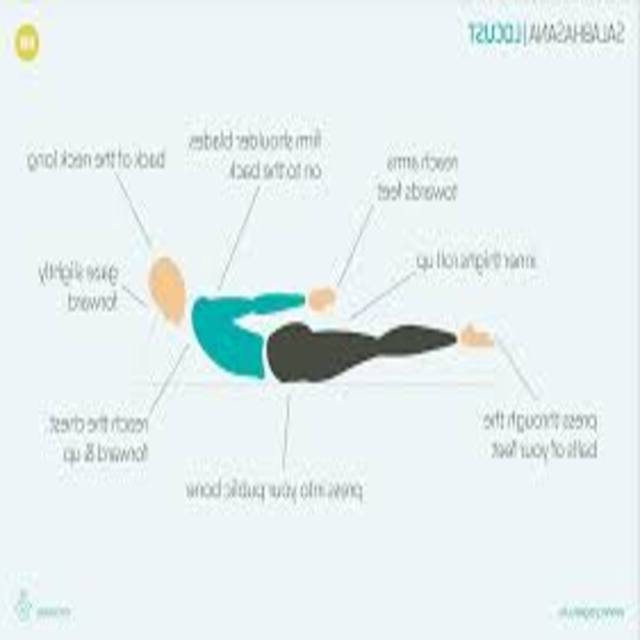 SALABHASANA|LOCUST
firm shoulder blades
on to the back
back of the neck long
reach arms
towards feet
inner thighs roll up
gaze slightly
forward
reach the chest
forward & up
press through the
balls of your feet
press into your public bone